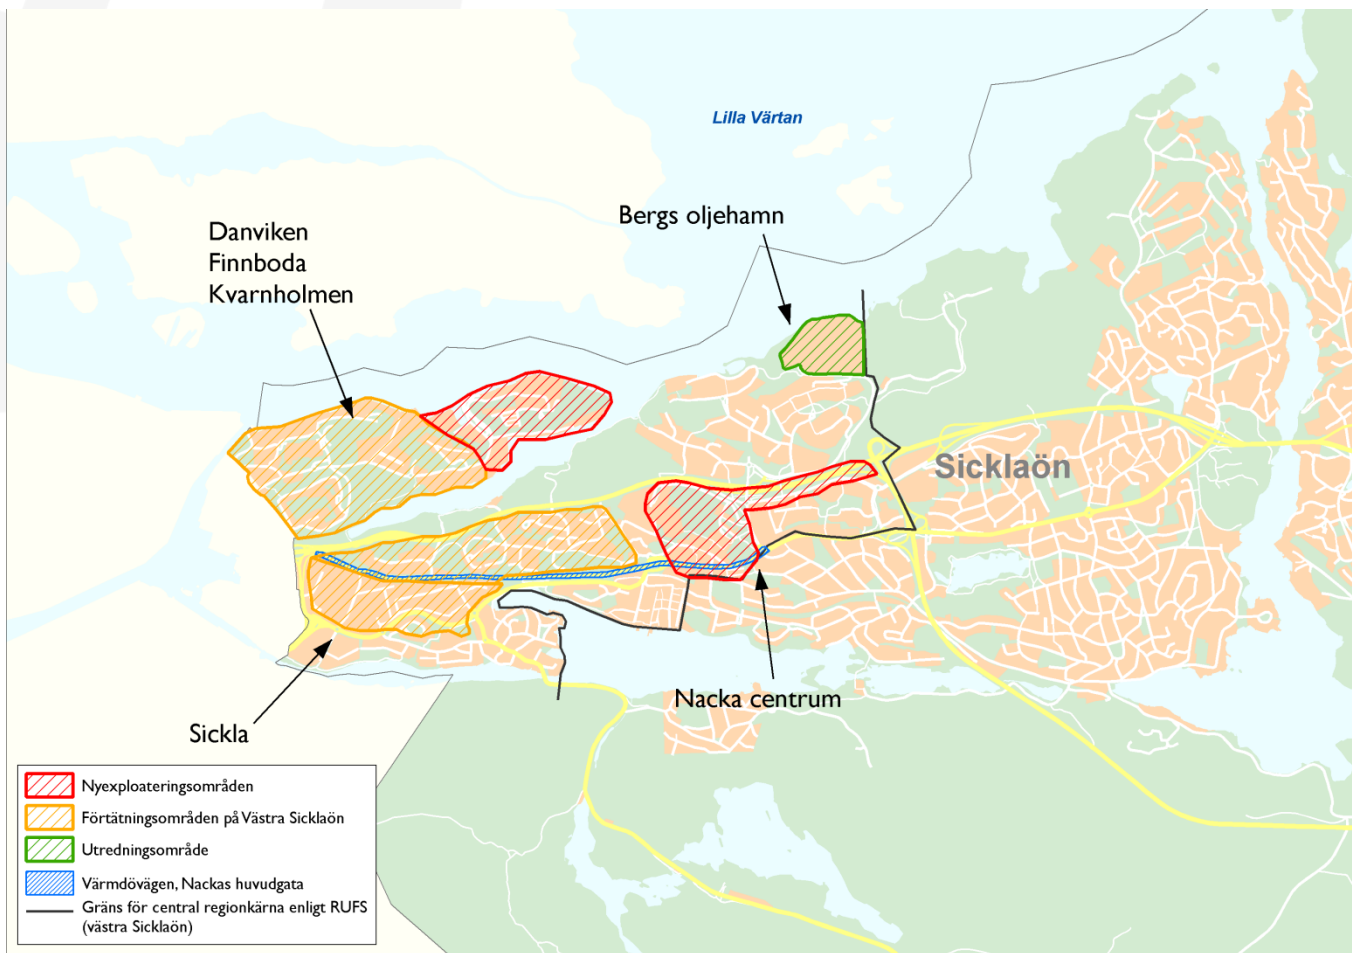 Lilla Värtan
Bergs oljehamn
Danviken
Finnboda
Kvarnholmen
Sicklaön
Nacka centrum
Sickla
Nyexploateringsområden
Förtätningsområden på Västra Sicklaön
Utredningsområde
Värmdövägen, Nackas huvudgata
Gräns för central regionkärna enligt RUFS
(västra Sicklaön)